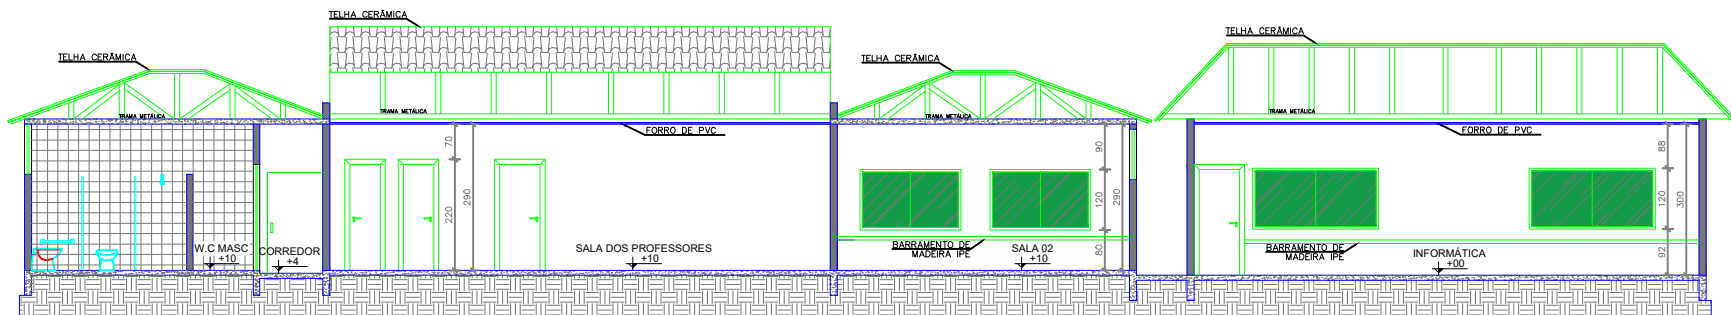 TELHA CERÂMICA
TELHA CERÂMICA
TELHA CERÂMICA
TELHA CERÂMICA
TRAMA METÁLICA
TRAMA METÁLICA
TRAMA METÁLICA
TRAMA METÁLICA
FORRO DE PVC
FORRO DE PVC
70
220
290
90
120
80
290
88
120
92
300
W.C MASC
+10
CORREDOR
+4
SALA DOS PROFESSORES
+10
BARRAMENTO DE
MADEIRA IPE
SALA 02
+10
BARRAMENTO DE
MADEIRA IPE
INFORMÁTICA
+00